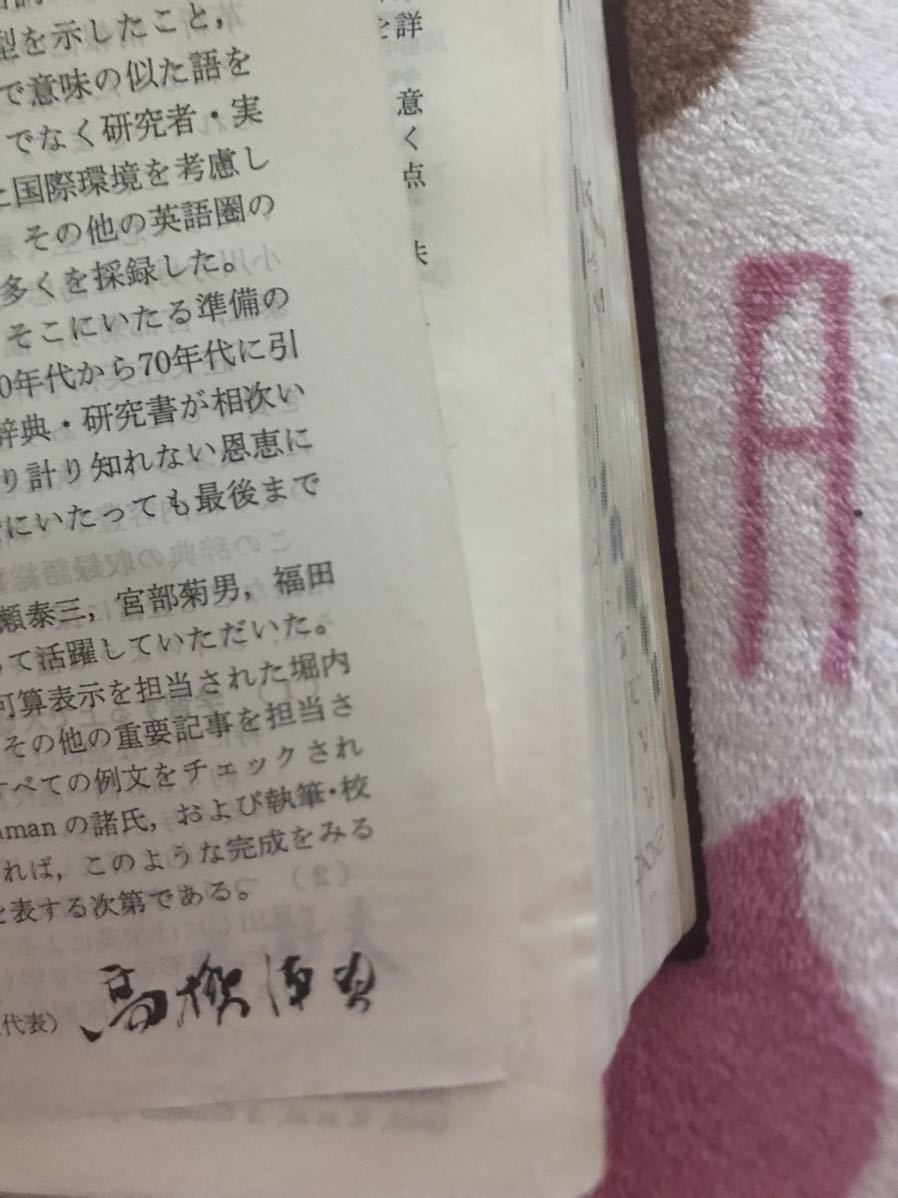 型を示したこと，
で意味の似た語を
でなく研究者・実
と国際環境を考慮し
その他の英語圏の
多くを採録した。
そこにいたる準備の
0年代から70年代に引
辞典・研究書が相次い
り計り知れない恩恵に
にいたっても最後まで
瀬泰三，宮部菊男，福田
って活躍していただいた。
可算表示を担当された堀内
その他の重要記事を担当さ
すべての例文をチェックされ
amanの諸氏，および執筆・校
れば，このような完成をみる
を表する次第である。
代表）
詳
意
く
点